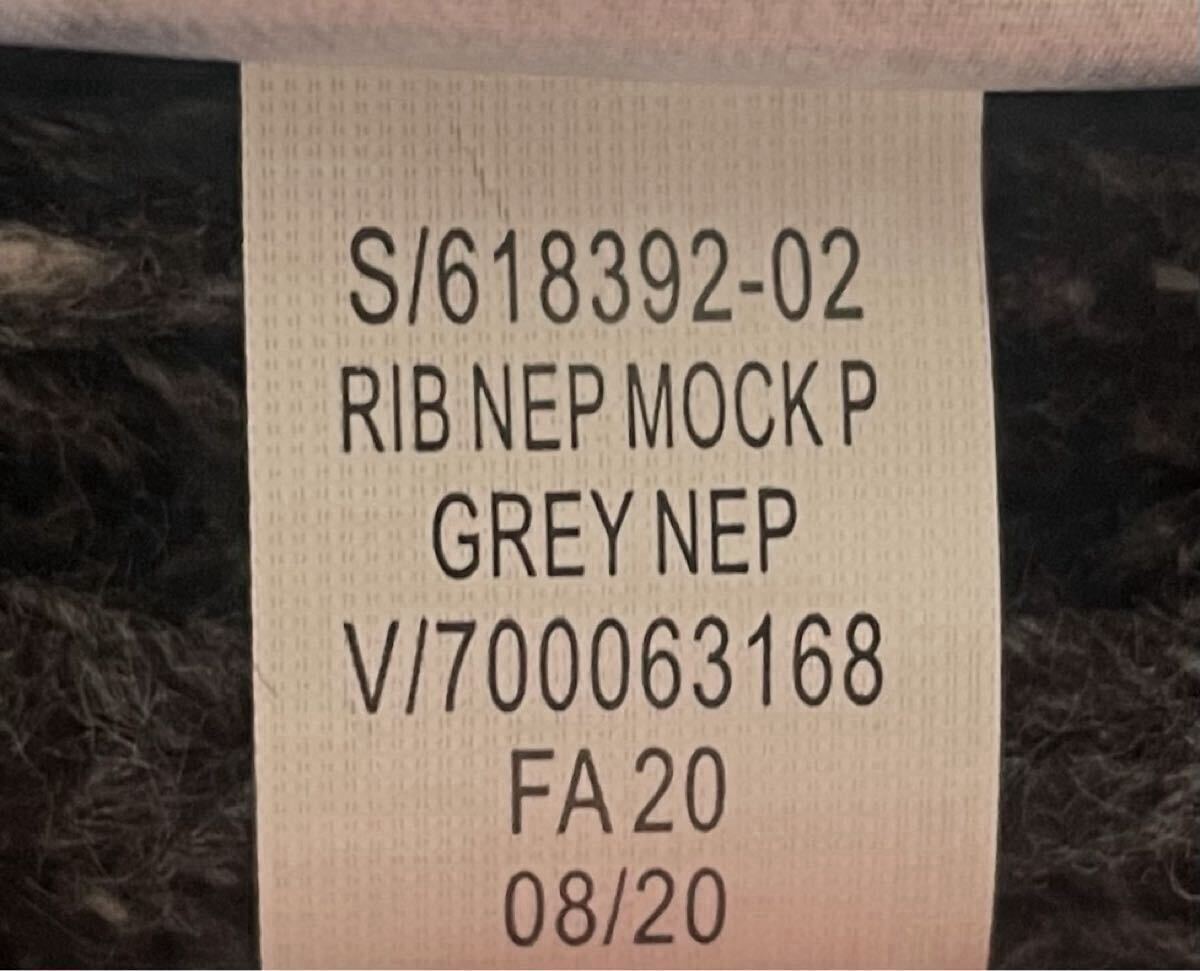 S/618392-02
RIB NEP MOCK P
GREY NEP
V/700063168
FA 20
08/20